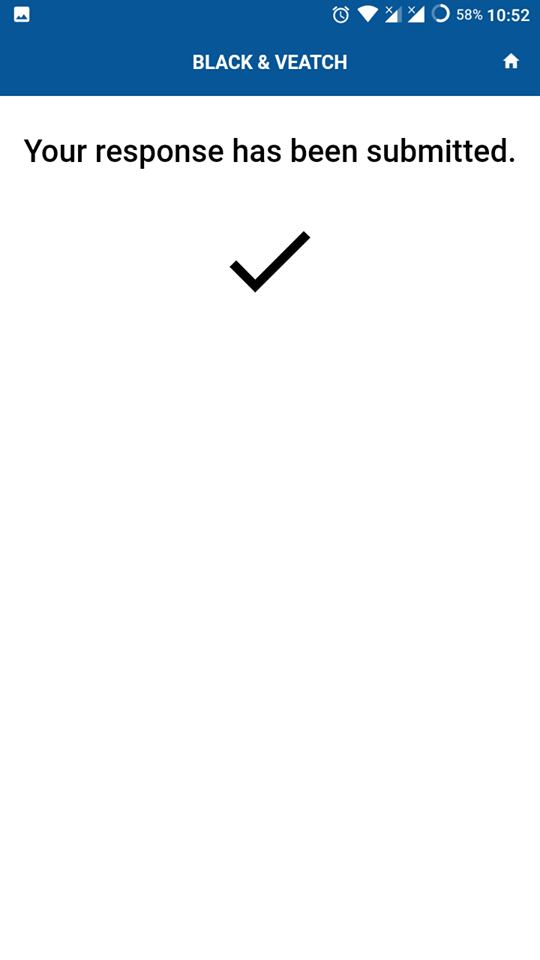 58% 10:52
BLACK & VEATCH
Your response has been submitted.